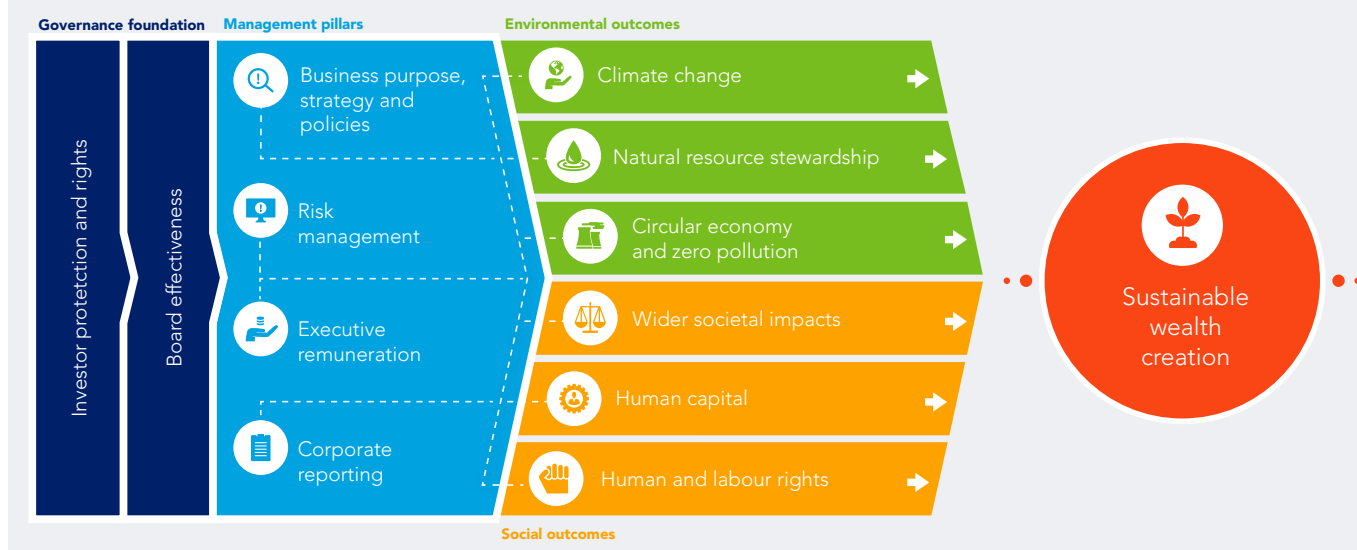 Governance foundation
Management pillars
Environmental outcomes
Investor protetction and rights
Board effectiveness
Business purpose,
strategy and
policies
Risk
management
Executive
remuneration
Corporate
reporting
Climate change
Natural resource stewardship
Circular economy
and zero pollution
Wider societal impacts
Human capital
Human and labour rights
Social outcomes
Sustainable
wealth
creation